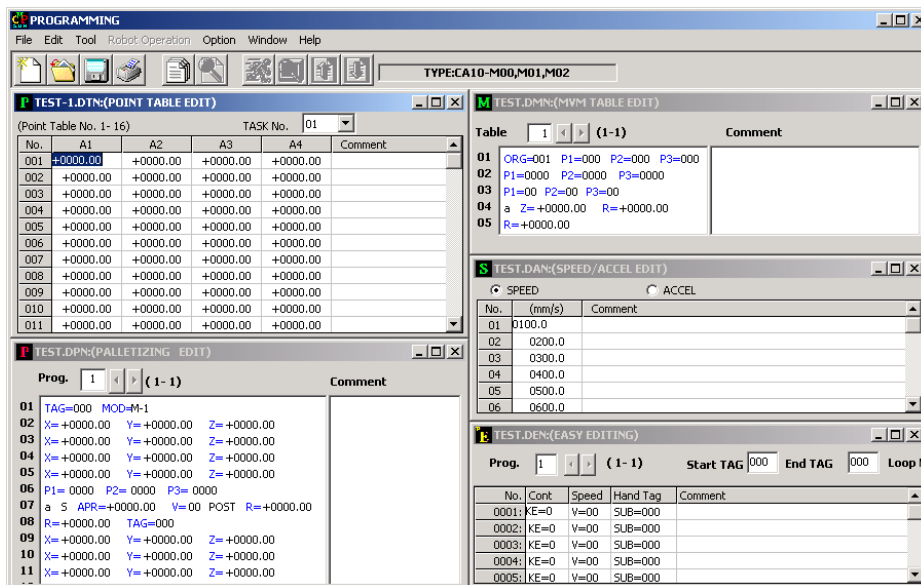 PROGRAMMING
File Edit Tool Robot Operation Option Window Help
TYPE:CA10-M00,M01,M02
P TEST-1.DTN:(POINT TABLE EDIT)
(Point Table No. 1- 16) TASK No. 01
No. A1 A2 A3 A4 Comment
001 +0000.00 +0000.00 +0000.00 +0000.00
002 +0000.00 +0000.00 +0000.00 +0000.00
003 +0000.00 +0000.00 +0000.00 +0000.00
004 +0000.00 +0000.00 +0000.00 +0000.00
005 +0000.00 +0000.00 +0000.00 +0000.00
006 +0000.00 +0000.00 +0000.00 +0000.00
007 +0000.00 +0000.00 +0000.00 +0000.00
008 +0000.00 +0000.00 +0000.00 +0000.00
009 +0000.00 +0000.00 +0000.00 +0000.00
010 +0000.00 +0000.00 +0000.00 +0000.00
011 +0000.00 +0000.00 +0000.00 +0000.00
P TEST.DPN:(PALLETIZING EDIT)
Prog. 1 ( 1- 1) Comment
01 TAG=000 MOD=M-1
02 X=+0000.00 Y=+0000.00 Z=+0000.00
03 X=+0000.00 Y=+0000.00 Z=+0000.00
04 X=+0000.00 Y=+0000.00 Z=+0000.00
05 X=+0000.00 Y=+0000.00 Z=+0000.00
06 P1= 0000 P2= 0000 P3= 0000
07 a S APR=+0000.00 V=00 POST R=+0000.00
08 R=+0000.00 TAG=000
09 X=+0000.00 Y=+0000.00 Z=+0000.00
10 X=+0000.00 Y=+0000.00 Z=+0000.00
11 X=+0000.00 Y=+0000.00 Z=+0000.00
M TEST.DMN:(MVM TABLE EDIT)
Table 1 (1-1) Comment
01 ORG=001 P1=000 P2=000 P3=000
02 P1=0000 P2=0000 P3=0000
03 P1=00 P2=00 P3=00
04 a Z=+0000.00 R=+0000.00
05 R=+0000.00
S TEST.DAN:(SPEED/ACCEL EDIT)
SPEED ACCEL
No. (mm/s) Comment
01 0100.0
02 0200.0
03 0300.0
04 0400.0
05 0500.0
06 0600.0
E TEST.DEN:(EASY EDITING)
Prog. 1 ( 1- 1) Start TAG 000 End TAG 000 Loop
No. Cont Speed Hand Tag Comment
0001: KE=0 V=00 SUB=000
0002: KE=0 V=00 SUB=000
0003: KE=0 V=00 SUB=000
0004: KE=0 V=00 SUB=000
0005: KE=0 V=00 SUB=000